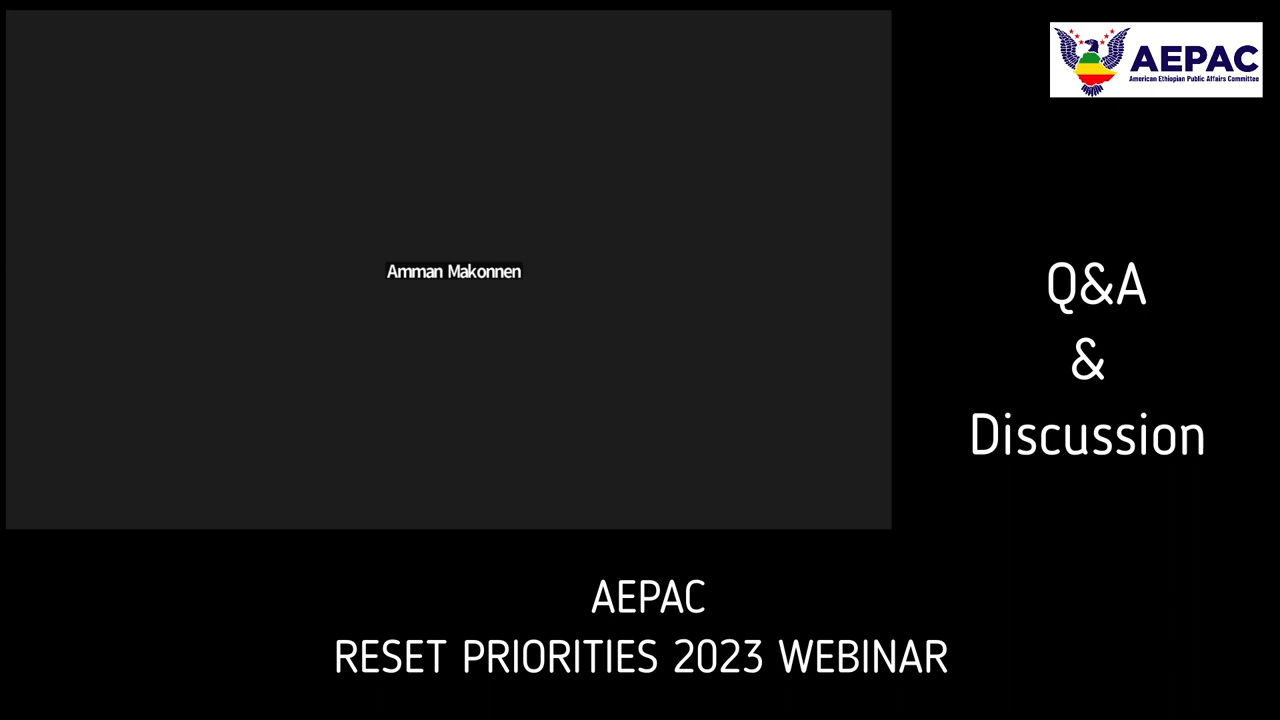 AEPAC
American Ethiopian Public Affairs Committee
Amman Makonnen
Q&A
&
Discussion
AEPAC
RESET PRIORITIES 2023 WEBINAR